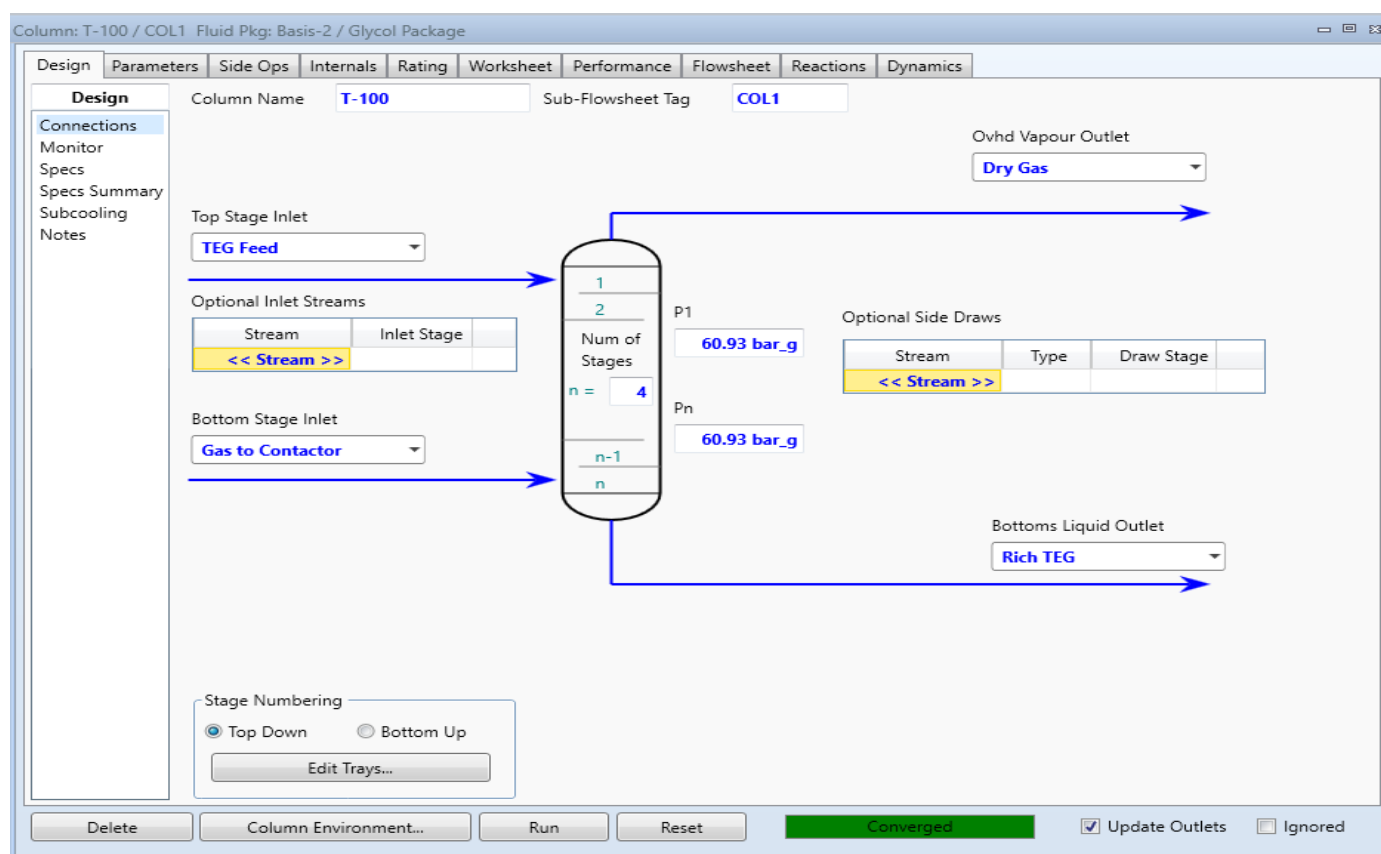 Column: T-100 / COL1 Fluid Pkg: Basis-2 / Glycol Package
Design Parameters Side Ops Internals Rating Worksheet Performance Flowsheet Reactions Dynamics
Design
Connections
Monitor
Specs
Specs Summary
Subcooling
Notes
Column Name T-100 Sub-Flowsheet Tag COL1
Ovhd Vapour Outlet
Dry Gas
Top Stage Inlet
TEG Feed
Optional Inlet Streams
Stream Inlet Stage
<< Stream >>
Bottom Stage Inlet
Gas to Contactor
1
2
Num of
Stages
n = 4
n-1
n
P1
60.93 bar_g
Pn
60.93 bar_g
Optional Side Draws
Stream Type Draw Stage
<< Stream >>
Bottoms Liquid Outlet
Rich TEG
Stage Numbering
Top Down Bottom Up
Edit Trays...
Delete Column Environment... Run Reset Converged Update Outlets Ignored